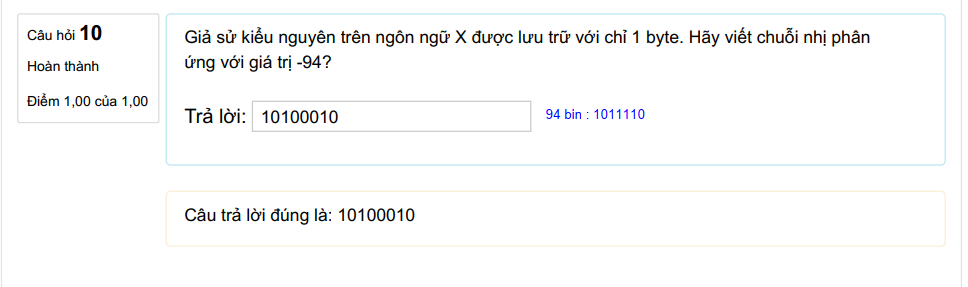 Câu hỏi 10
Hoàn thành
Điểm 1,00 của 1,00
Giả sử kiểu nguyên trên ngôn ngữ X được lưu trữ với chỉ 1 byte. Hãy viết chuỗi nhị phân
ứng với giá trị -94?
Trả lời: 10100010
94 bin : 1011110
Câu trả lời đúng là: 10100010